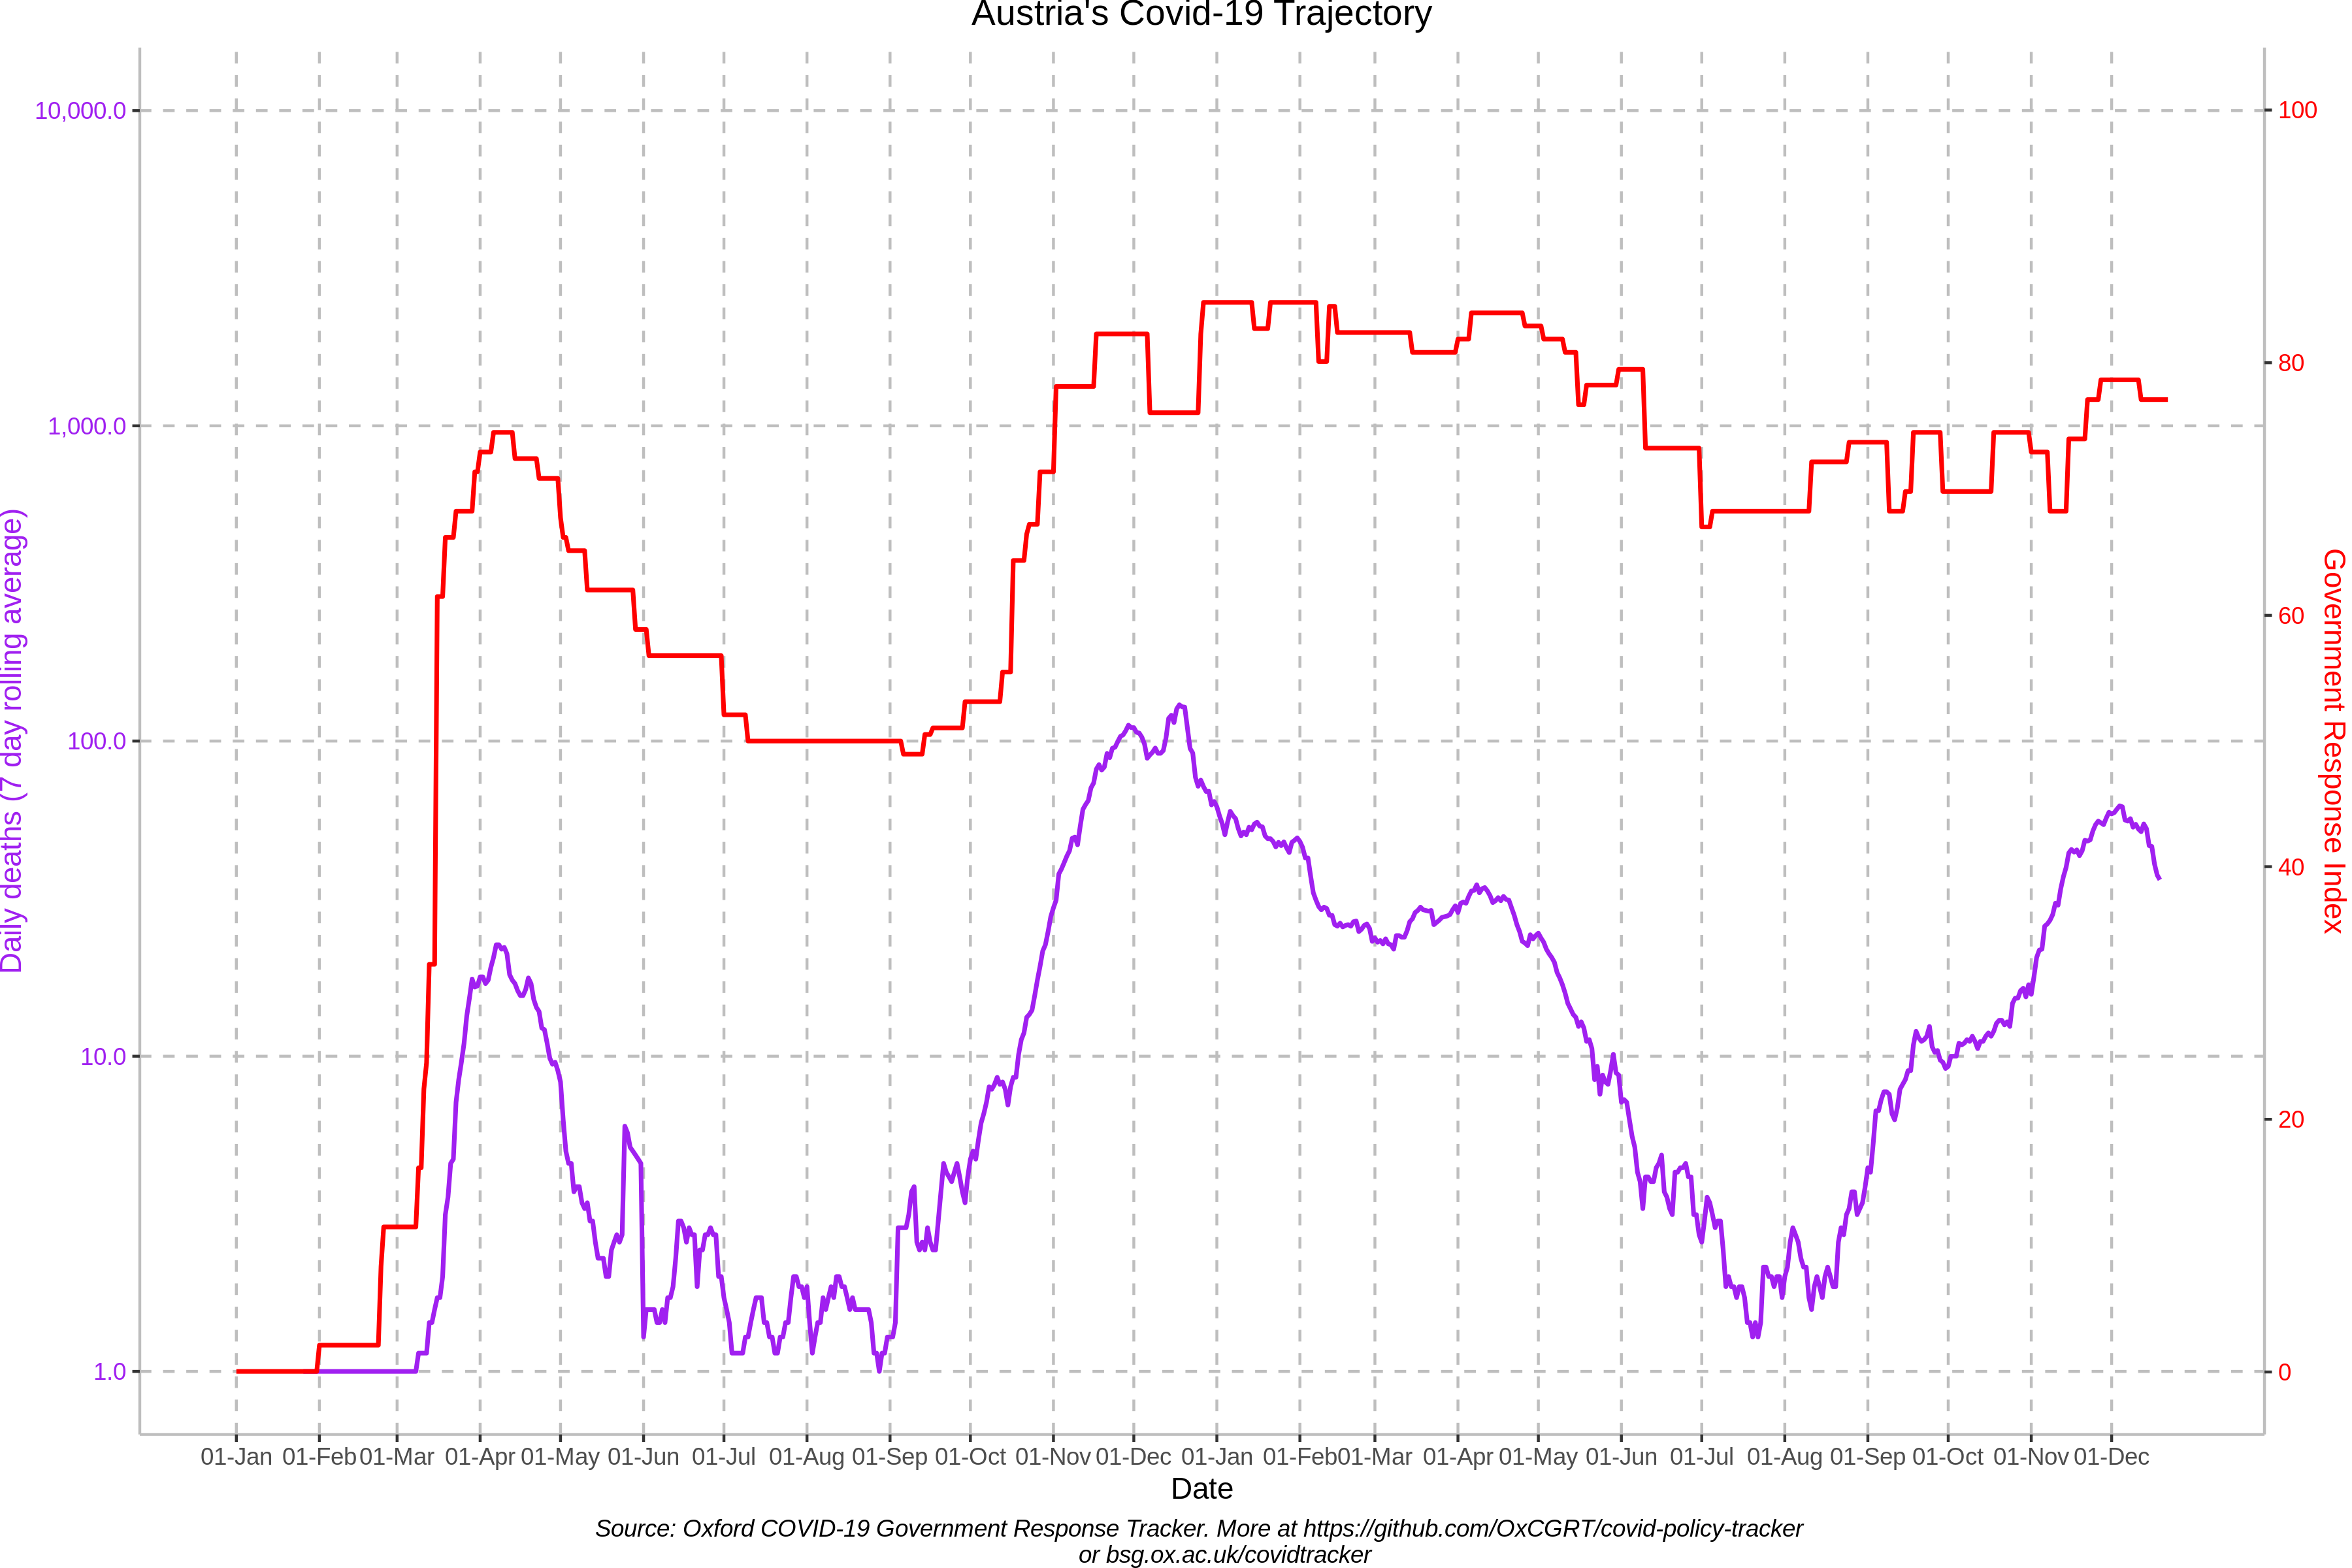 Austria's Covid-19 Trajectory
10,000.0
1,000.0
100.0
10.0
1.0
Daily deaths (7 day rolling average)
100
80
60
40
20
0
Government Response Index
01-Jan 01-Feb 01-Mar 01-Apr 01-May 01-Jun 01-Jul 01-Aug 01-Sep 01-Oct 01-Nov 01-Dec 01-Jan 01-Feb 01-Mar 01-Apr 01-May 01-Jun 01-Jul 01-Aug 01-Sep 01-Oct 01-Nov 01-Dec
Date
Source: Oxford COVID-19 Government Response Tracker. More at https://github.com/OxCGRT/covid-policy-tracker
or bsg.ox.ac.uk/covidtracker